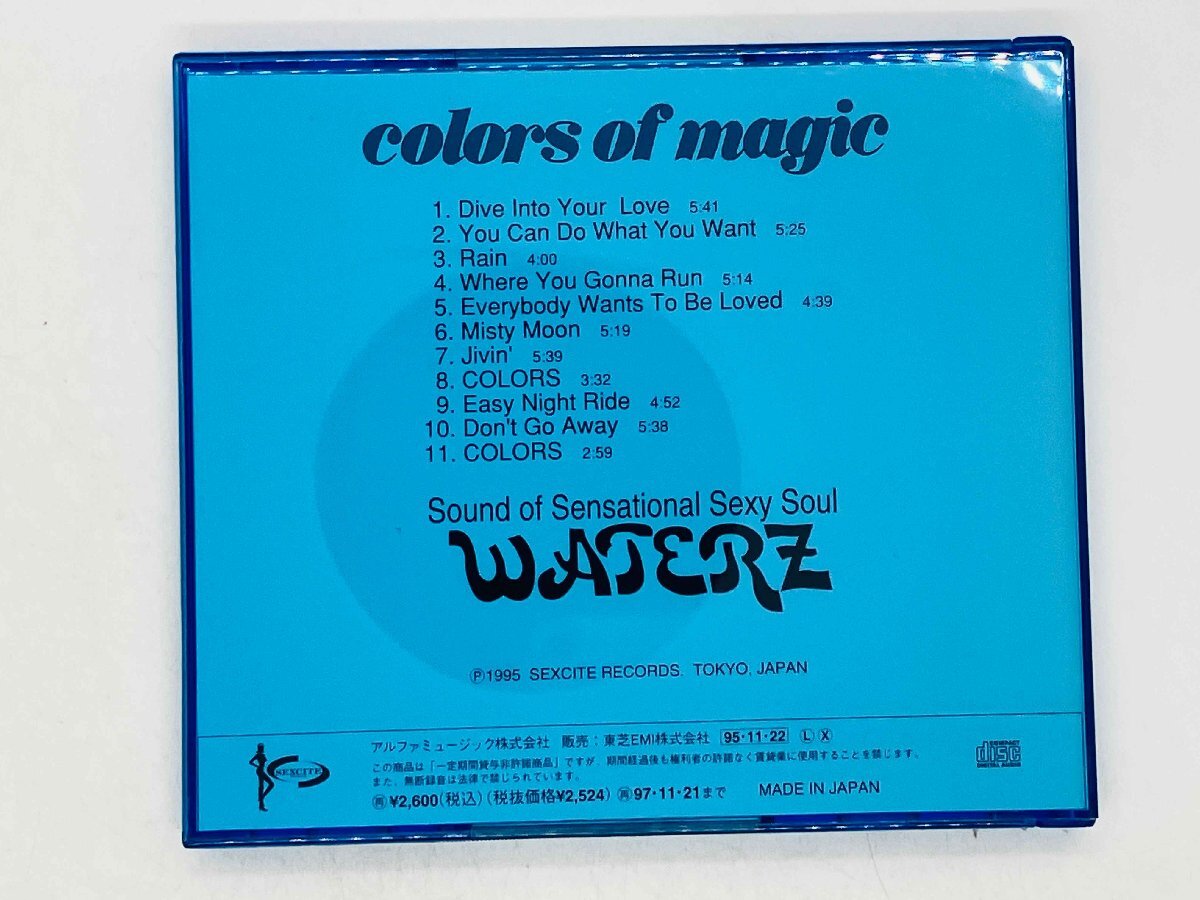 colors of magic
1. Dive Into Your Love 5:41
2. You Can Do What You Want 5:25
3. Rain 4:00
4. Where You Gonna Run 5:14
5. Everybody Wants To Be Loved 4:39
6. Misty Moon 5:19
7. Jivin' 5:39
8. COLORS 3:32
9. Easy Night Ride 4:52
10. Don't Go Away 5:38
11. COLORS 2:59
Sound of Sensational Sexy Soul
WATERZ
Ⓟ1995 SEXCITE RECORDS. TOKYO, JAPAN
SEXCITE
アルファミュージック株式会社 販売:東芝EMI株式会社 95・11・22 Ⓛ Ⓧ
この商品は「一定期間貸与非許諾商品」ですが、期間経過後も権利者の許諾なく賃貸業に使用することを禁じます。
また、無断録音は法律で禁じられています。
㊢¥2,600(税込)(税抜価格¥2,524) ㊢97・11・21まで MADE IN JAPAN
COMPACT
disc
DIGITAL AUDIO